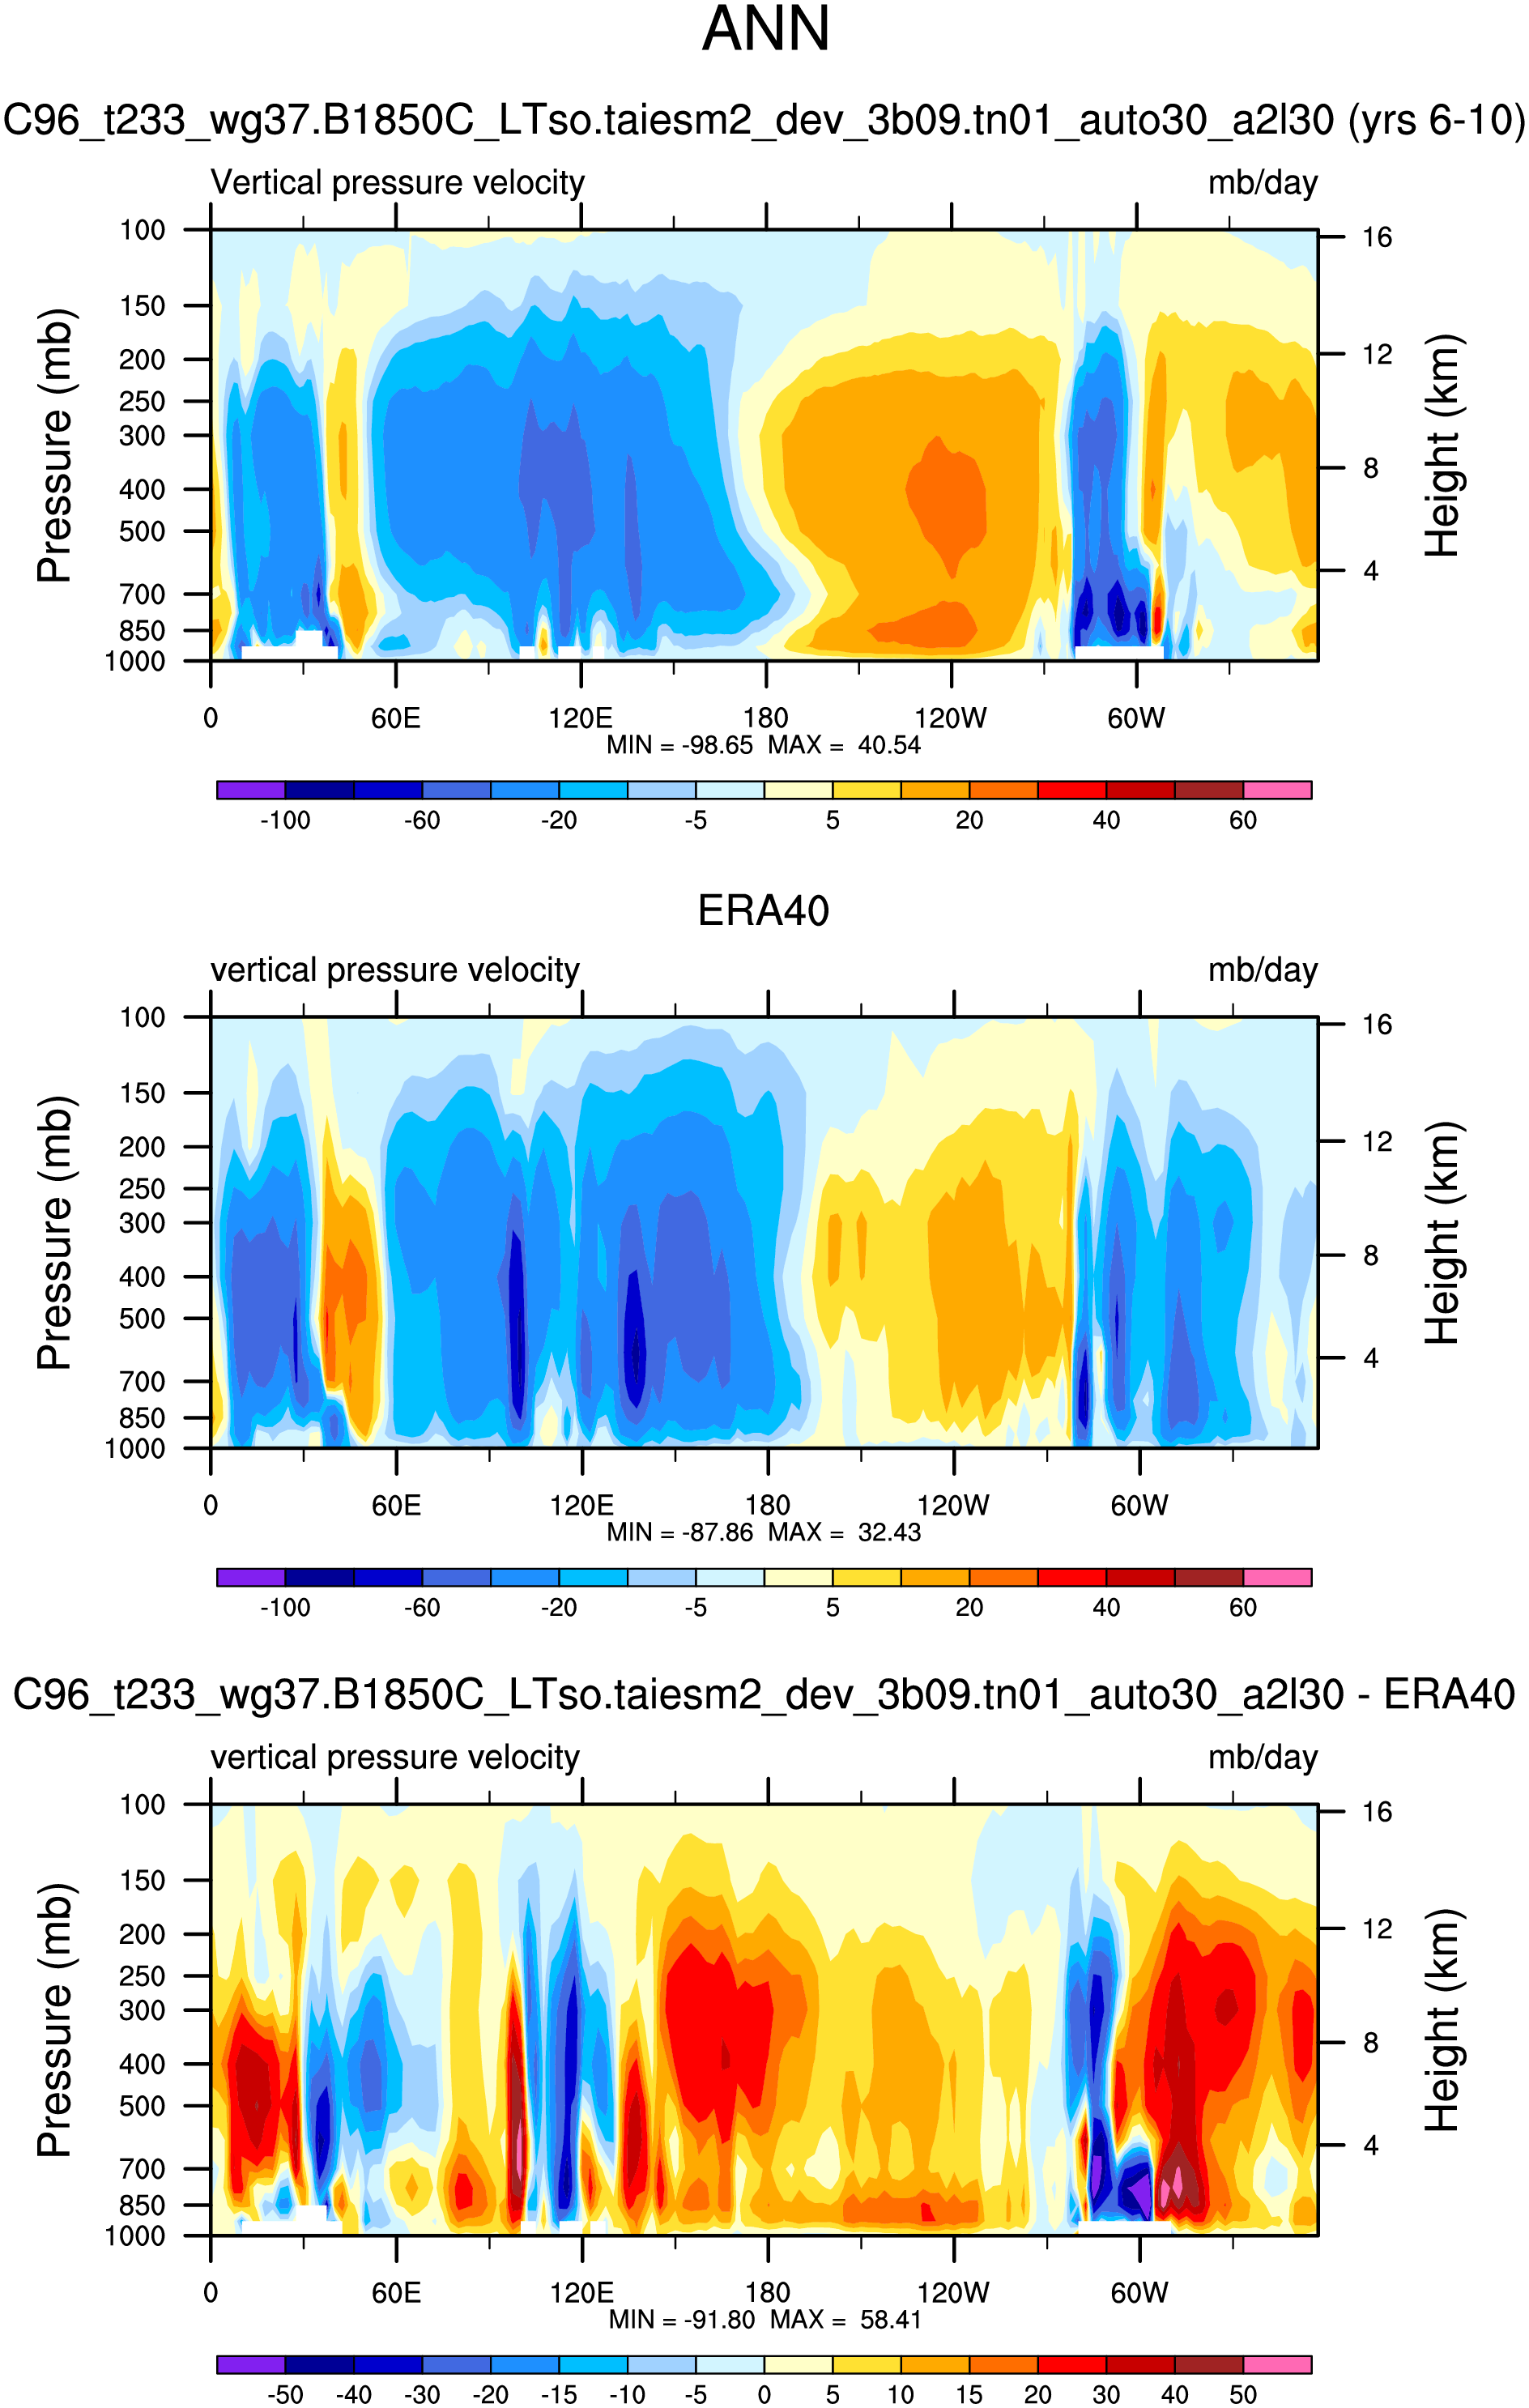 ANN
C96_t233_wg37.B1850C_LTso.taiesm2_dev_3b09.tn01_auto30_a2l30 (yrs 6-10)
Vertical pressure velocity mb/day
Pressure (mb)
100
150
200
250
300
400
500
700
850
1000
16
12
8
4
Height (km)
0 60E 120E 180 120W 60W
MIN = -98.65 MAX = 40.54
-100 -60 -20 -5 5 20 40 60
ERA40
vertical pressure velocity mb/day
Pressure (mb)
100
150
200
250
300
400
500
700
850
1000
16
12
8
4
Height (km)
0 60E 120E 180 120W 60W
MIN = -87.86 MAX = 32.43
-100 -60 -20 -5 5 20 40 60
C96_t233_wg37.B1850C_LTso.taiesm2_dev_3b09.tn01_auto30_a2l30 - ERA40
vertical pressure velocity mb/day
Pressure (mb)
100
150
200
250
300
400
500
700
850
1000
16
12
8
4
Height (km)
0 60E 120E 180 120W 60W
MIN = -91.80 MAX = 58.41
-50 -40 -30 -20 -15 -10 -5 0 5 10 15 20 30 40 50